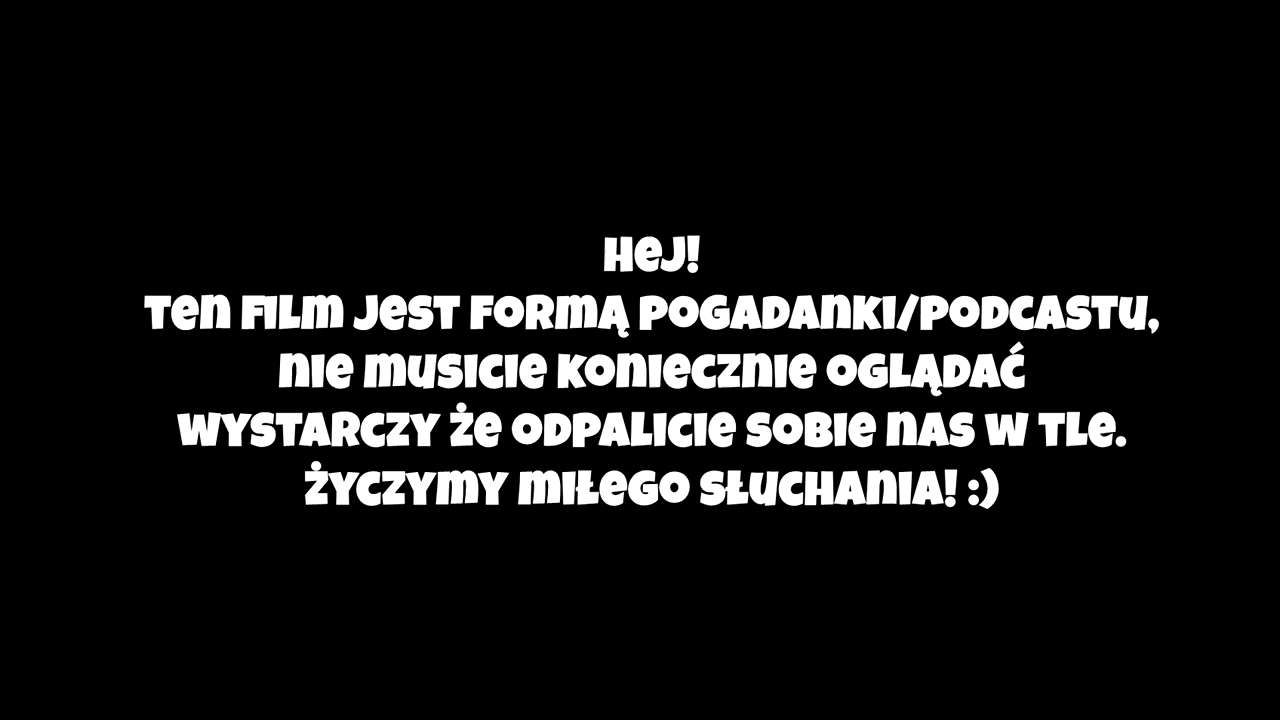 Hej!
Ten film jest formą pogadanki/podcastu,
nie musicie koniecznie oglądać
wystarczy że odpalicie sobie nas w tle.
Życzymy miłego słuchania! :)